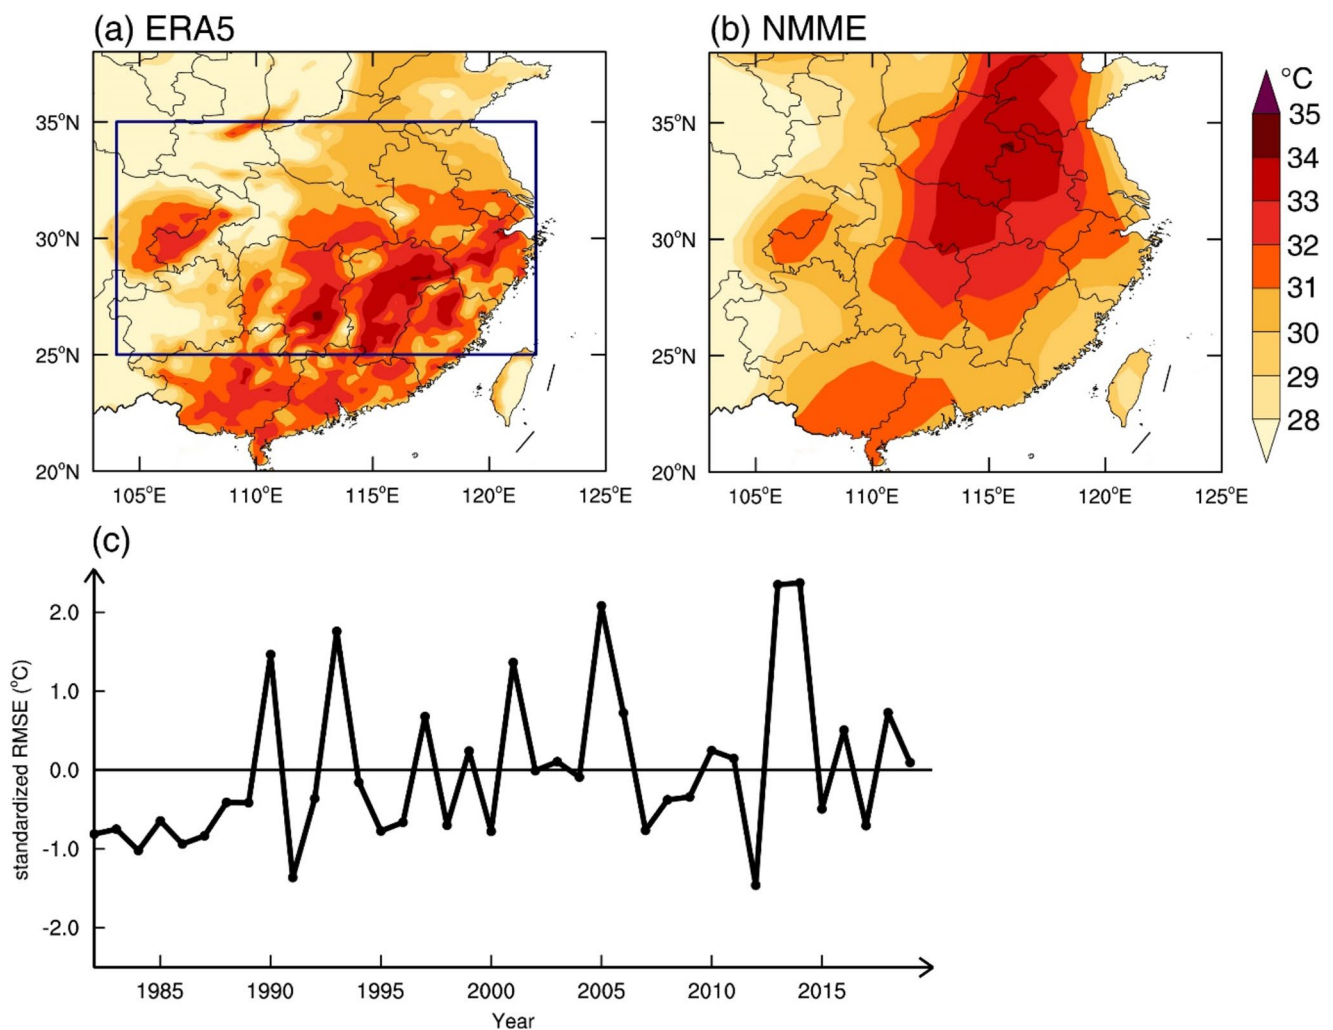 (a) ERA5
(b) NMME
°C
35
34
33
32
31
30
29
28
35°N
30°N
25°N
20°N
105°E
110°E
115°E
120°E
125°E
35°N
30°N
25°N
20°N
105°E
110°E
115°E
120°E
125°E
(c)
standardized RMSE (°C)
2.0
1.0
0.0
-1.0
-2.0
1985
1990
1995
2000
2005
2010
2015
Year